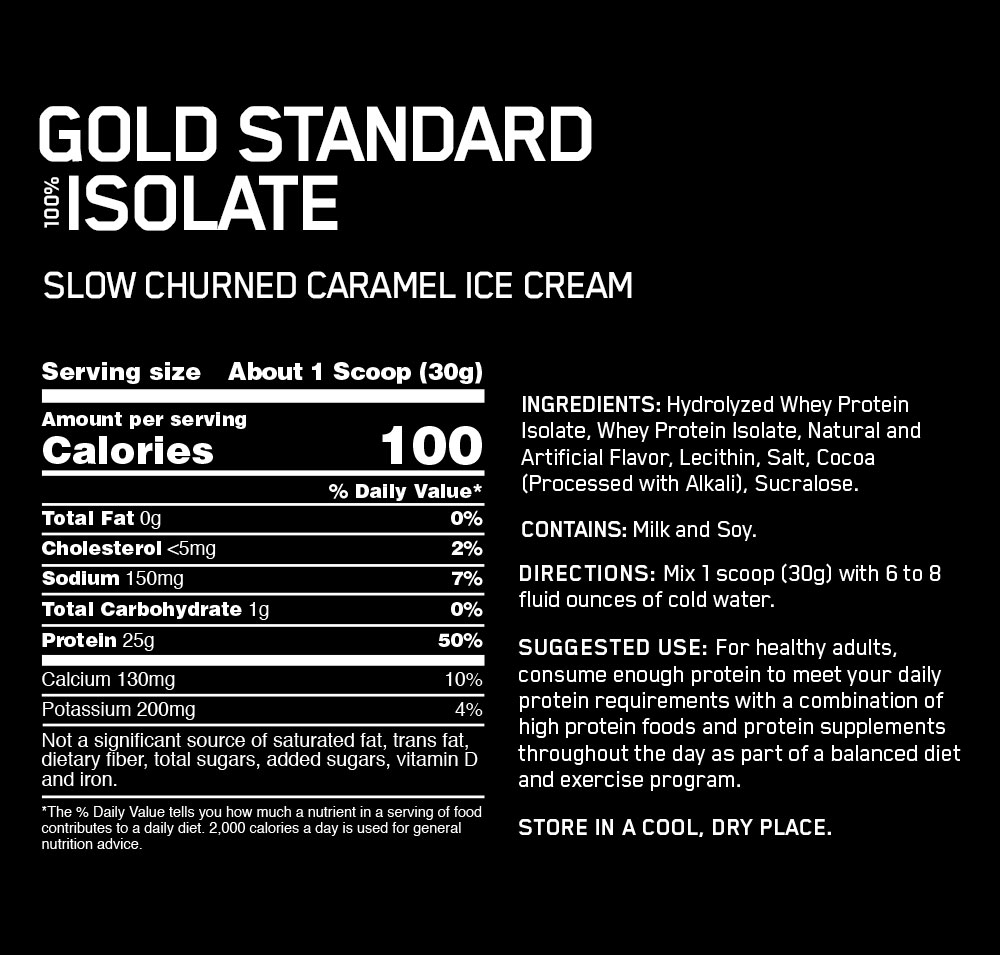 GOLD STANDARD
100% ISOLATE
SLOW CHURNED CARAMEL ICE CREAM
Serving size About 1 Scoop (30g)
Amount per serving
Calories 100
% Daily Value*
Total Fat 0g 0%
Cholesterol <5mg 2%
Sodium 150mg 7%
Total Carbohydrate 1g 0%
Protein 25g 50%
Calcium 130mg 10%
Potassium 200mg 4%
Not a significant source of saturated fat, trans fat,
dietary fiber, total sugars, added sugars, vitamin D
and iron.
*The % Daily Value tells you how much a nutrient in a serving of food
contributes to a daily diet. 2,000 calories a day is used for general
nutrition advice.
INGREDIENTS: Hydrolyzed Whey Protein
Isolate, Whey Protein Isolate, Natural and
Artificial Flavor, Lecithin, Salt, Cocoa
(Processed with Alkali), Sucralose.
CONTAINS: Milk and Soy.
DIRECTIONS: Mix 1 scoop (30g) with 6 to 8
fluid ounces of cold water.
SUGGESTED USE: For healthy adults,
consume enough protein to meet your daily
protein requirements with a combination of
high protein foods and protein supplements
throughout the day as part of a balanced diet
and exercise program.
STORE IN A COOL, DRY PLACE.